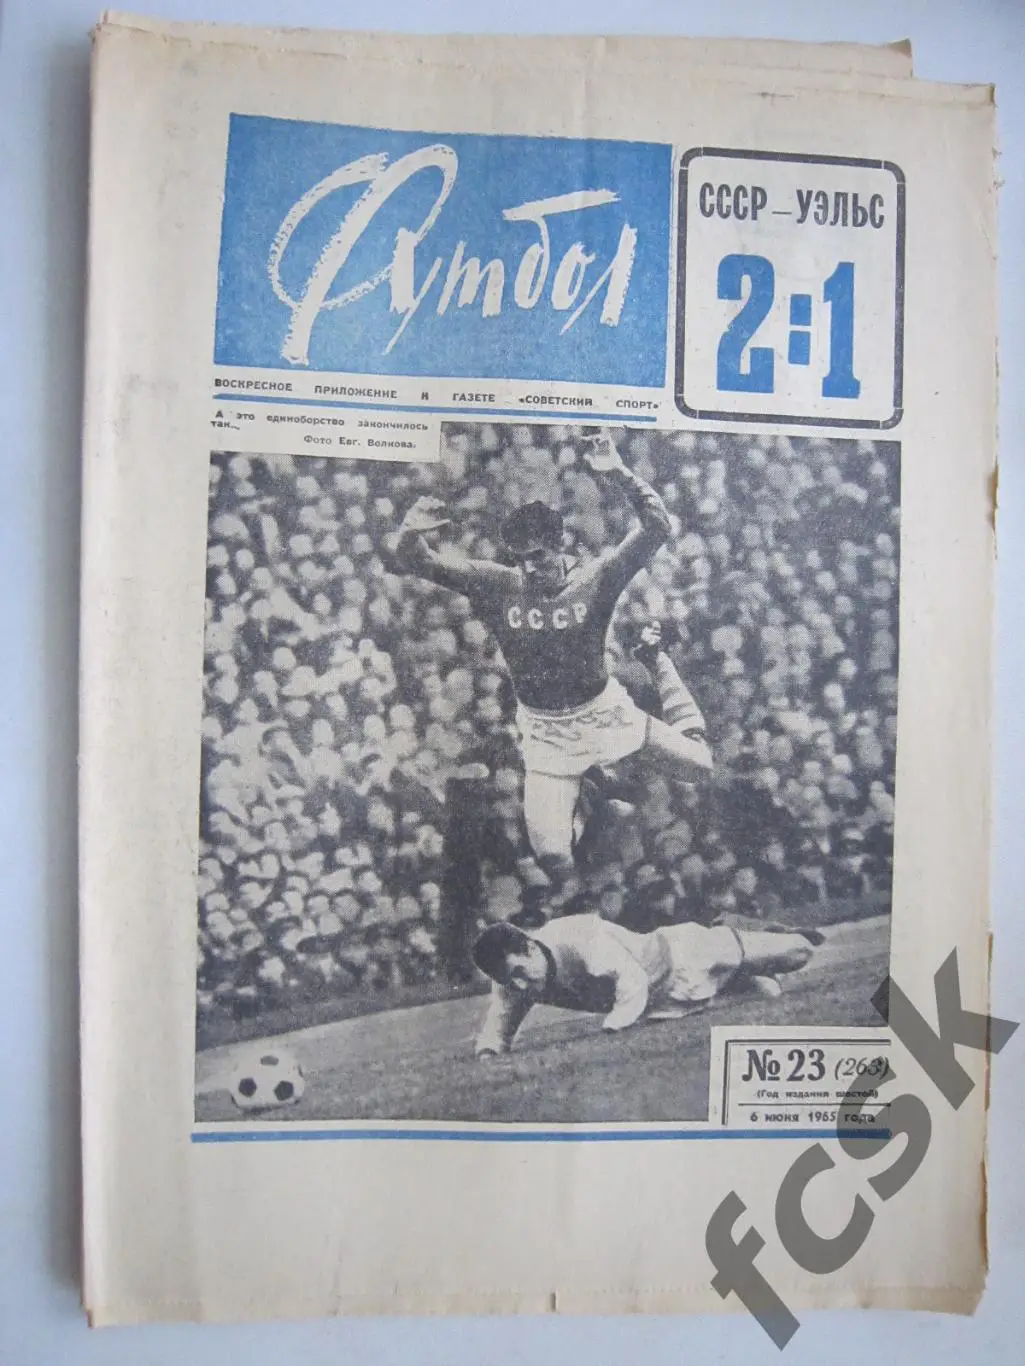 Футбол
СССР - УЭЛЬС
2:1
ВОСКРЕСНОЕ ПРИЛОЖЕНИЕ К ГАЗЕТЕ «СОВЕТСКИЙ СПОРТ»
А это единоборство закончилось
так...
Фото Евг. Волкова.
СССР
№ 23 (263)
(Год издания шестой)
6 июня 1965 года
fcsk